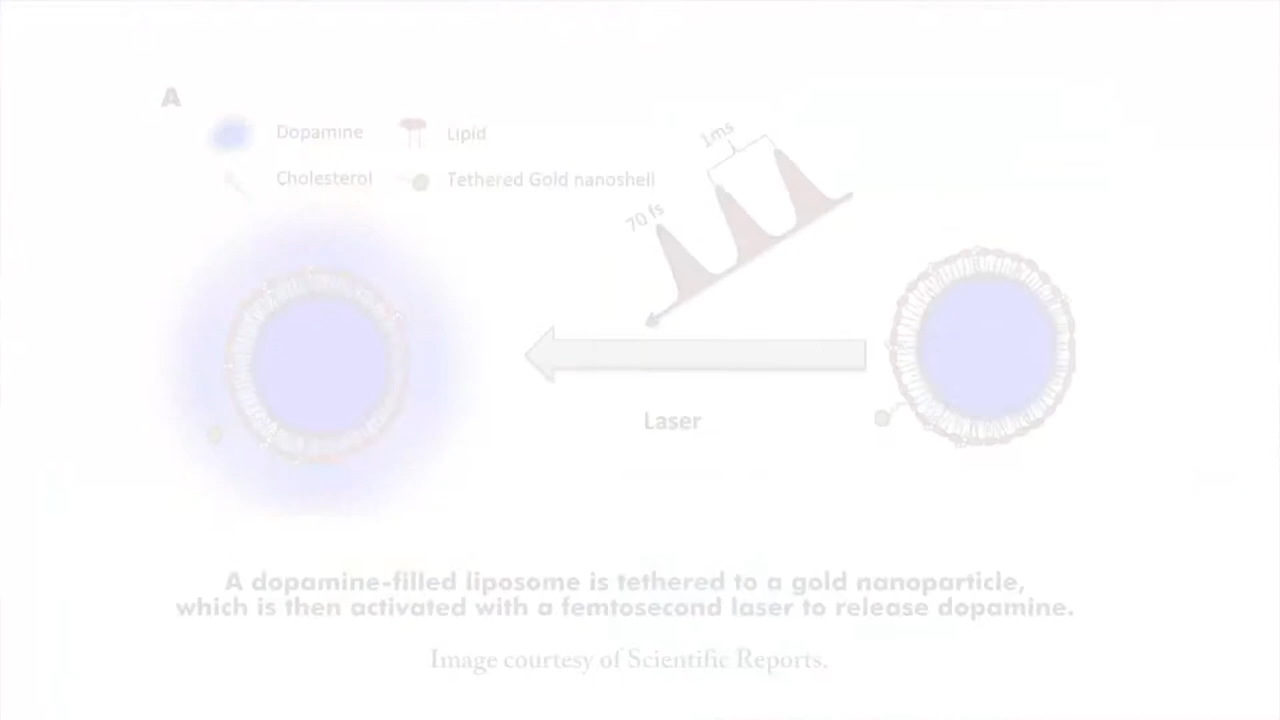 A
Dopamine
Lipid
Cholesterol
Tethered Gold nanoshell
1ms
70 fs
Laser
A dopamine-filled liposome is tethered to a gold nanoparticle,
which is then activated with a femtosecond laser to release dopamine.
Image courtesy of Scientific Reports.